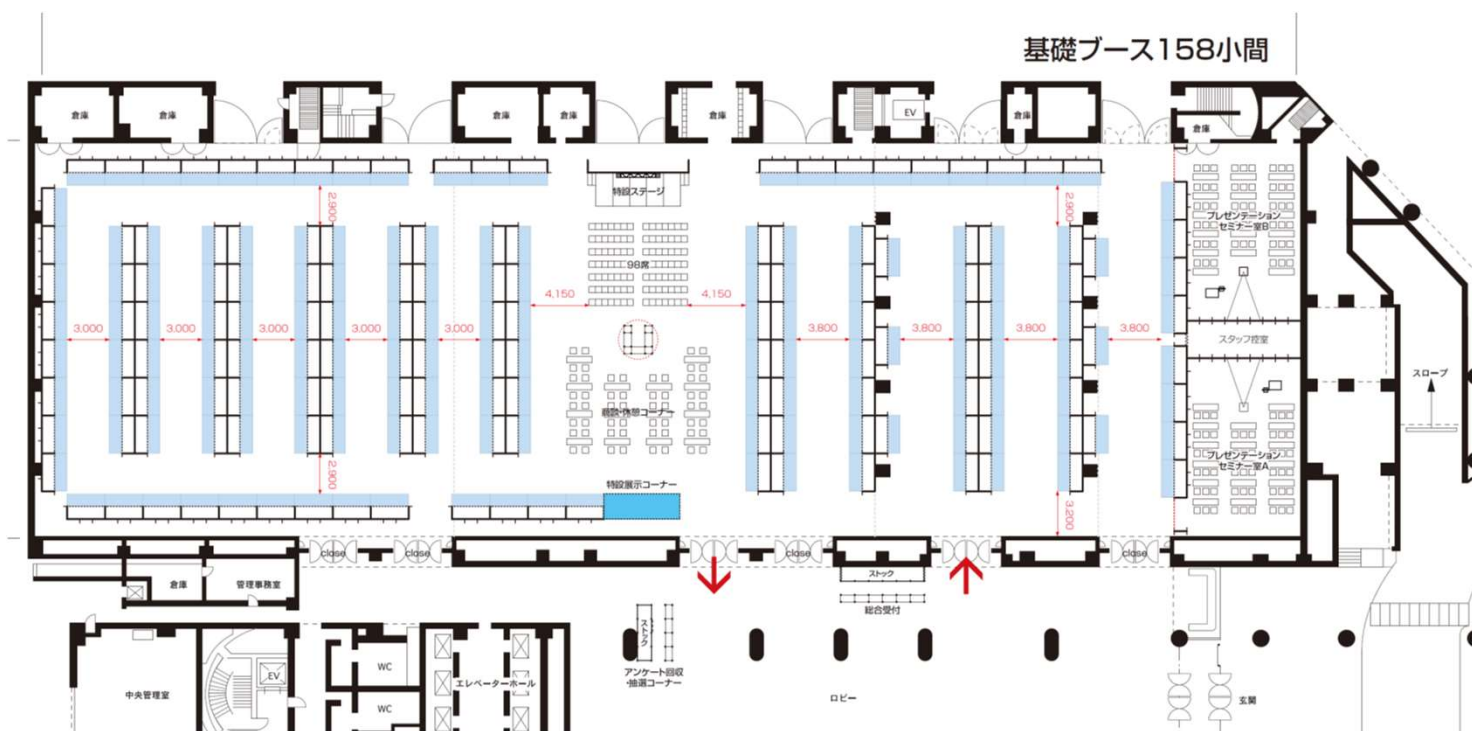 基礎ブース158小間
倉庫
倉庫
倉庫
倉庫
倉庫
EV
倉庫
倉庫
特設ステージ
2.900
2.900
プレゼンテーション
セミナー室B
98席
4.150
4.150
3.000
3.000
3.000
3.000
3.000
3.800
3.800
3.800
3.800
スタッフ控室
スロープ
商談・休憩コーナー
プレゼンテーション
セミナー室A
2.900
特設展示コーナー
3.200
close
close
close
close
倉庫
管理事務室
ストック
総合受付
ストック
アンケート回収
・抽選コーナー
中央管理室
EV
WC
WC
エレベーターホール
ロビー
玄関